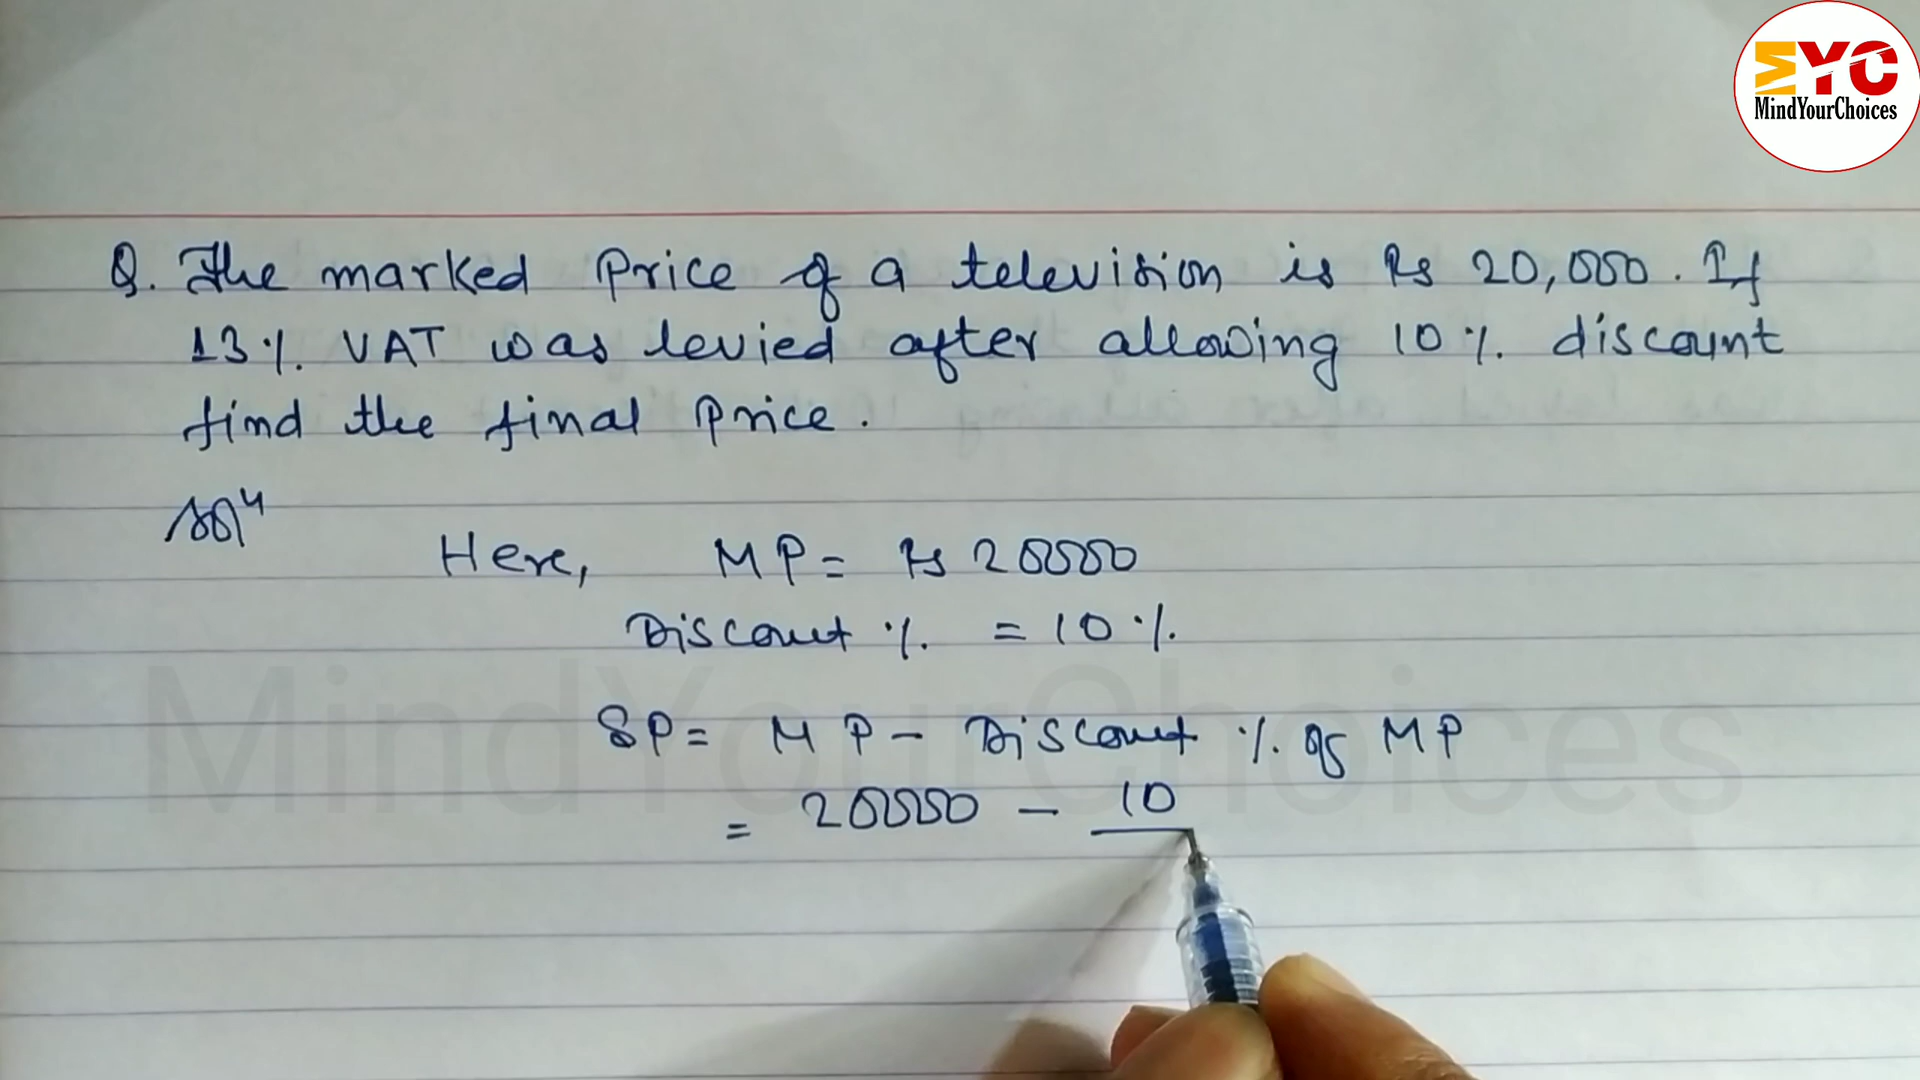 MYC
MindYourChoices
Q. The marked price of a television is Rs 20,000. If
13% VAT was levied after allowing 10% discount
find the final price.
Solⁿ
Here, MP = Rs 20000
Discount % = 10%
SP = MP - Discount % of MP
= 20000 - 10
MindYourChoices